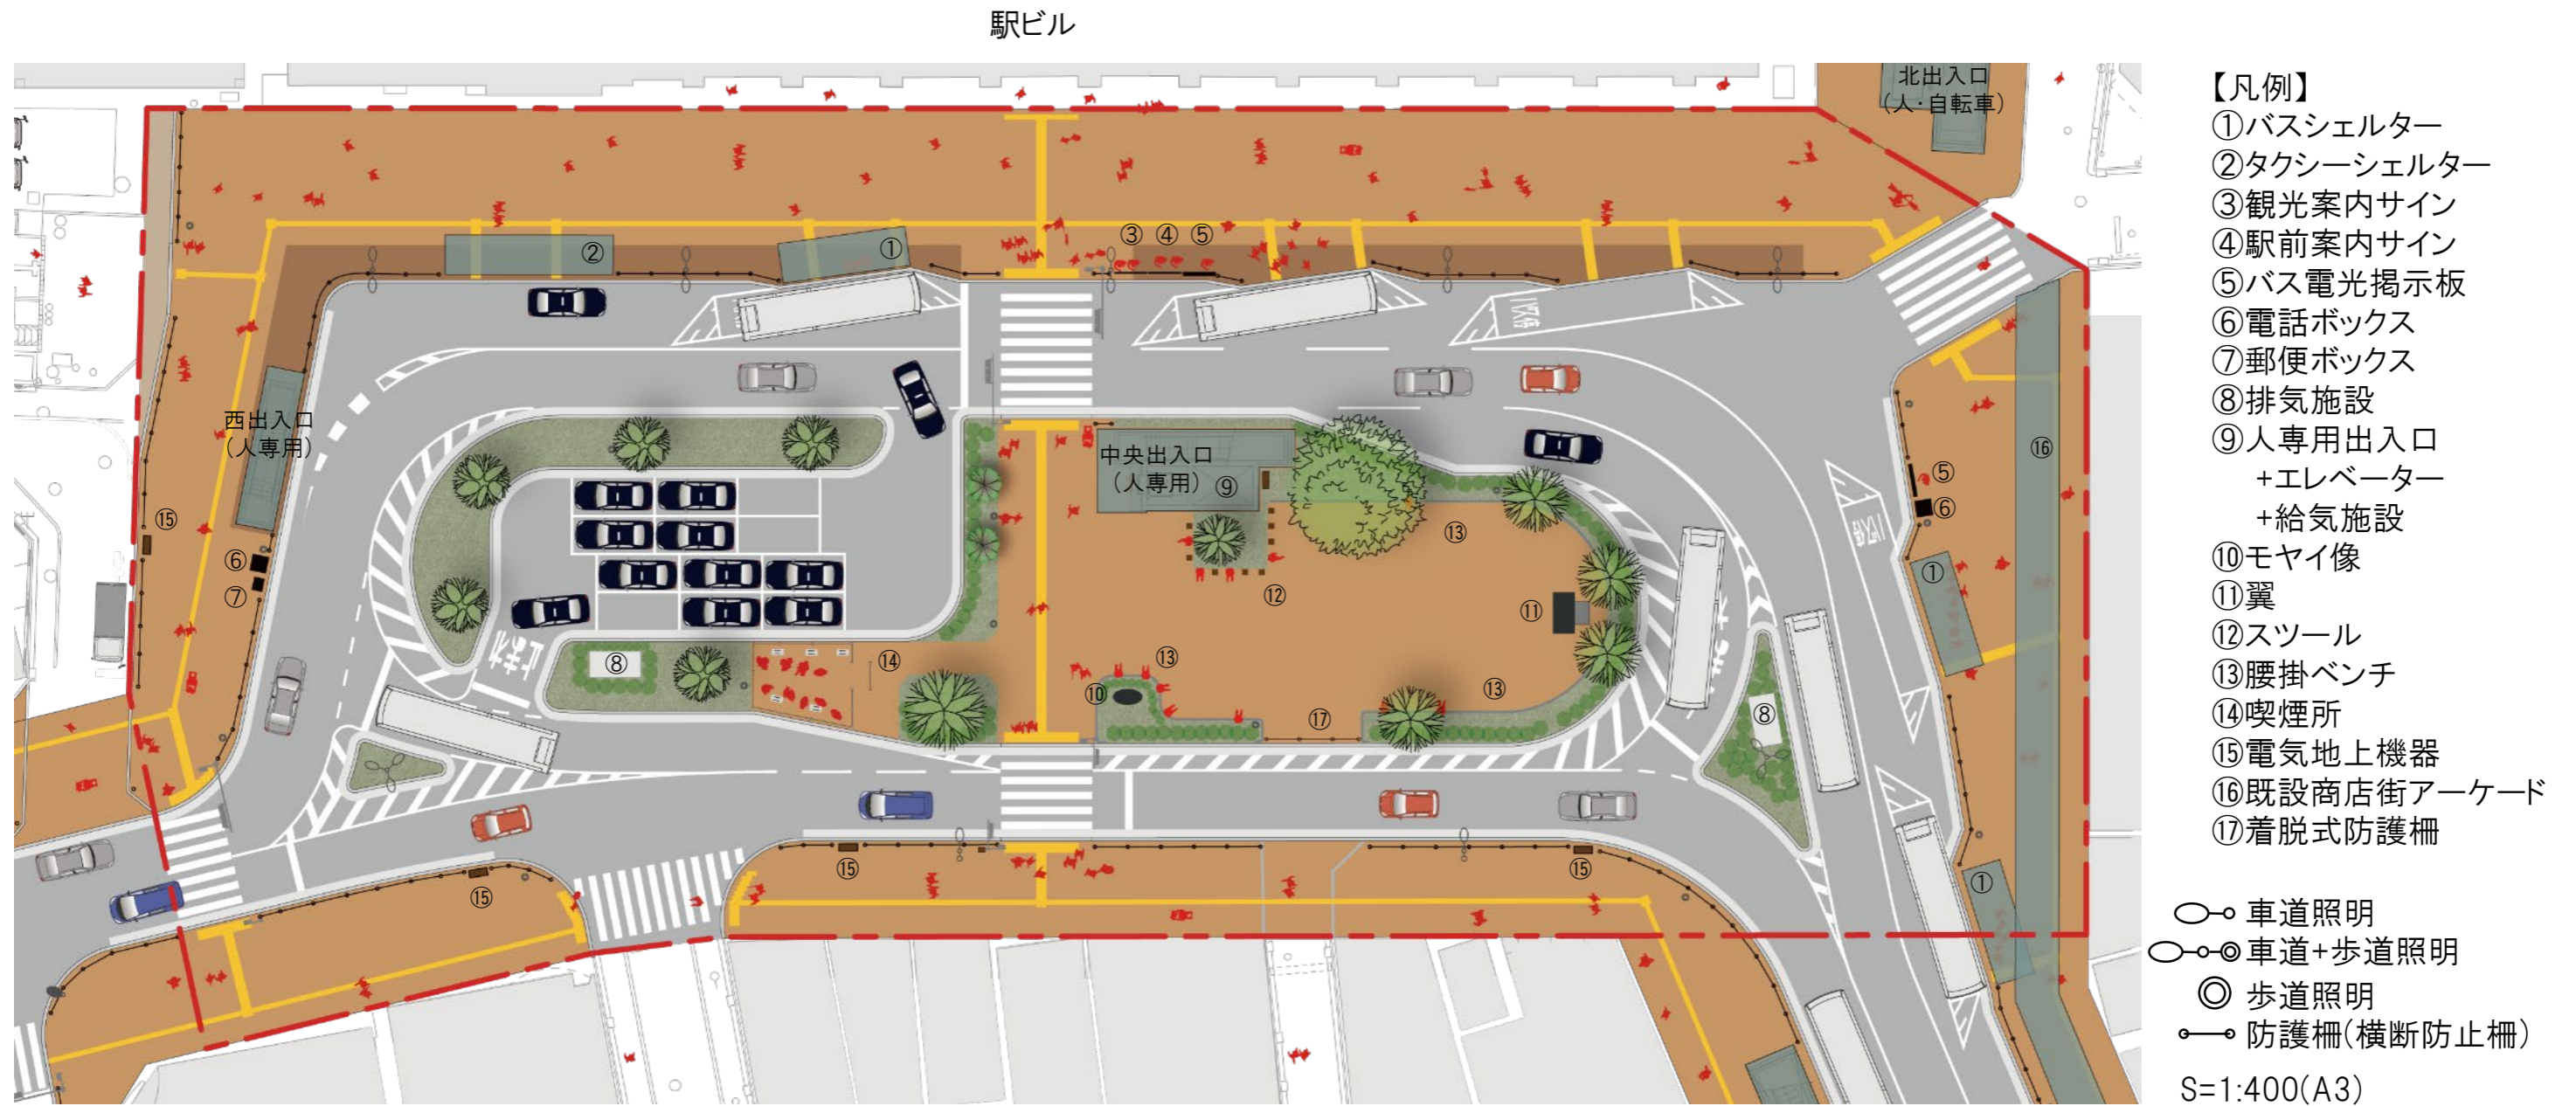 駅ビル
北出入口
(人・自転車)
② ① ③ ④ ⑤
西出入口
(人専用)
中央出入口
(人専用) ⑨
⑯
⑤
⑥
⑮
⑬
⑥
⑦
⑫
⑪
①
⑧
⑭
⑬
⑩
⑬
⑰
⑧
⑮
⑮
⑮
①
【凡例】
①バスシェルター
②タクシーシェルター
③観光案内サイン
④駅前案内サイン
⑤バス電光掲示板
⑥電話ボックス
⑦郵便ボックス
⑧排気施設
⑨人専用出入口
+エレベーター
+給気施設
⑩モヤイ像
⑪翼
⑫スツール
⑬腰掛ベンチ
⑭喫煙所
⑮電気地上機器
⑯既設商店街アーケード
⑰着脱式防護柵
車道照明
車道+歩道照明
歩道照明
防護柵(横断防止柵)
S=1:400(A3)